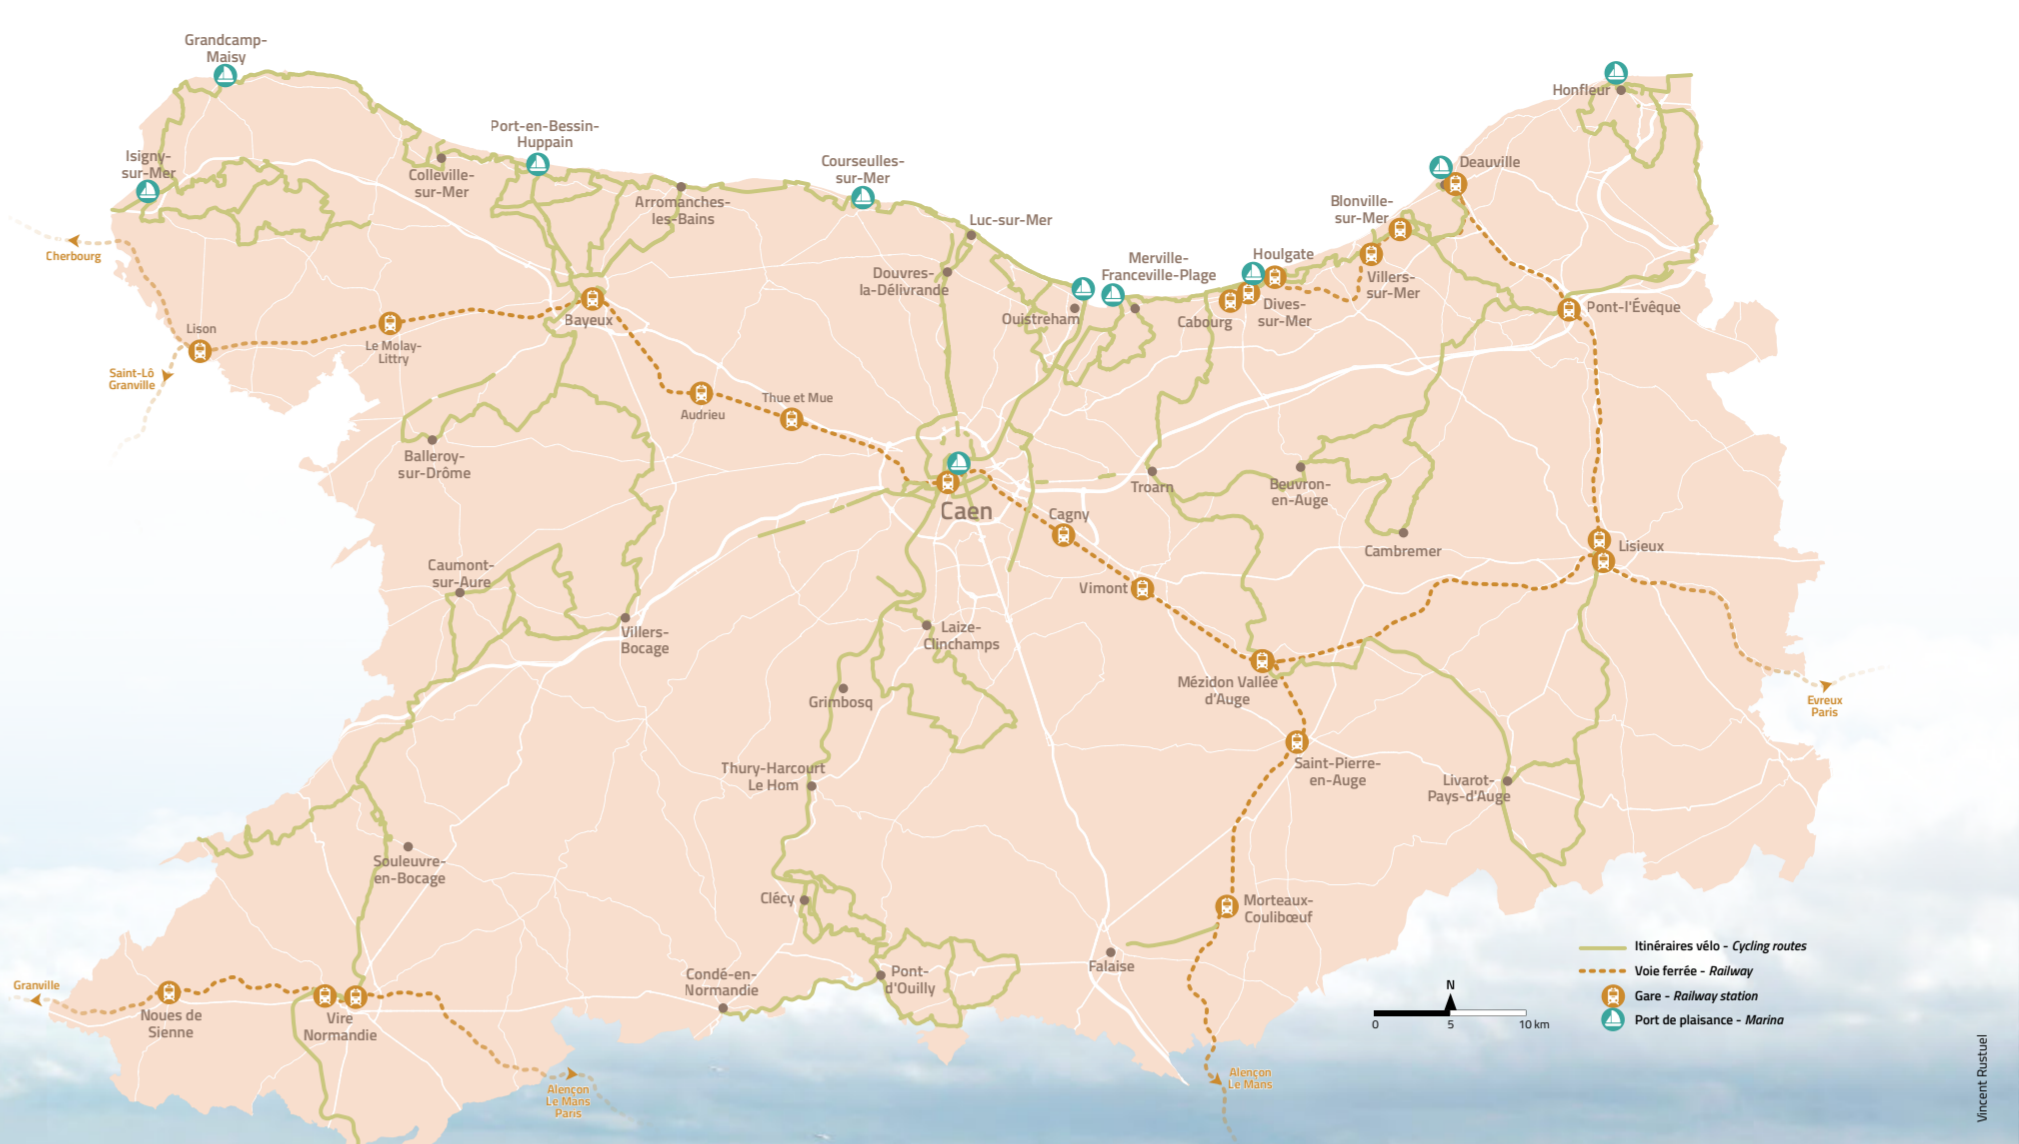 Grandcamp-
Maisy
Isigny-
sur-Mer
Colleville-
sur-Mer
Port-en-Bessin-
Huppain
Arromanches-
les-Bains
Courseulles-
sur-Mer
Luc-sur-Mer
Douvres-
la-Délivrande
Ouistreham
Merville-
Franceville-Plage
Cabourg
Houlgate
Dives-
sur-Mer
Villers-
sur-Mer
Blonville-
sur-Mer
Deauville
Honfleur
Pont-l'Évêque
Cherbourg
Lison
Saint-Lô
Granville
Le Molay-
Littry
Bayeux
Audrieu
Thue et Mue
Balleroy-
sur-Drôme
Caen
Cagny
Troarn
Beuvron-
en-Auge
Cambremer
Lisieux
Vimont
Caumont-
sur-Aure
Villers-
Bocage
Laize-
Clinchamps
Grimbosq
Mézidon Vallée
d'Auge
Evreux
Paris
Saint-Pierre-
en-Auge
Livarot-
Pays-d'Auge
Thury-Harcourt
Le Hom
Souleuvre-
en-Bocage
Clécy
Morteaux-
Coulibœuf
Falaise
Pont-
d'Ouilly
Condé-en-
Normandie
Granville
Noues de
Sienne
Vire
Normandie
Alençon
Le Mans
Paris
Alençon
Le Mans
Itinéraires vélo - Cycling routes
Voie ferrée - Railway
Gare - Railway station
Port de plaisance - Marina
N
0 5 10 km
Vincent Rustuel